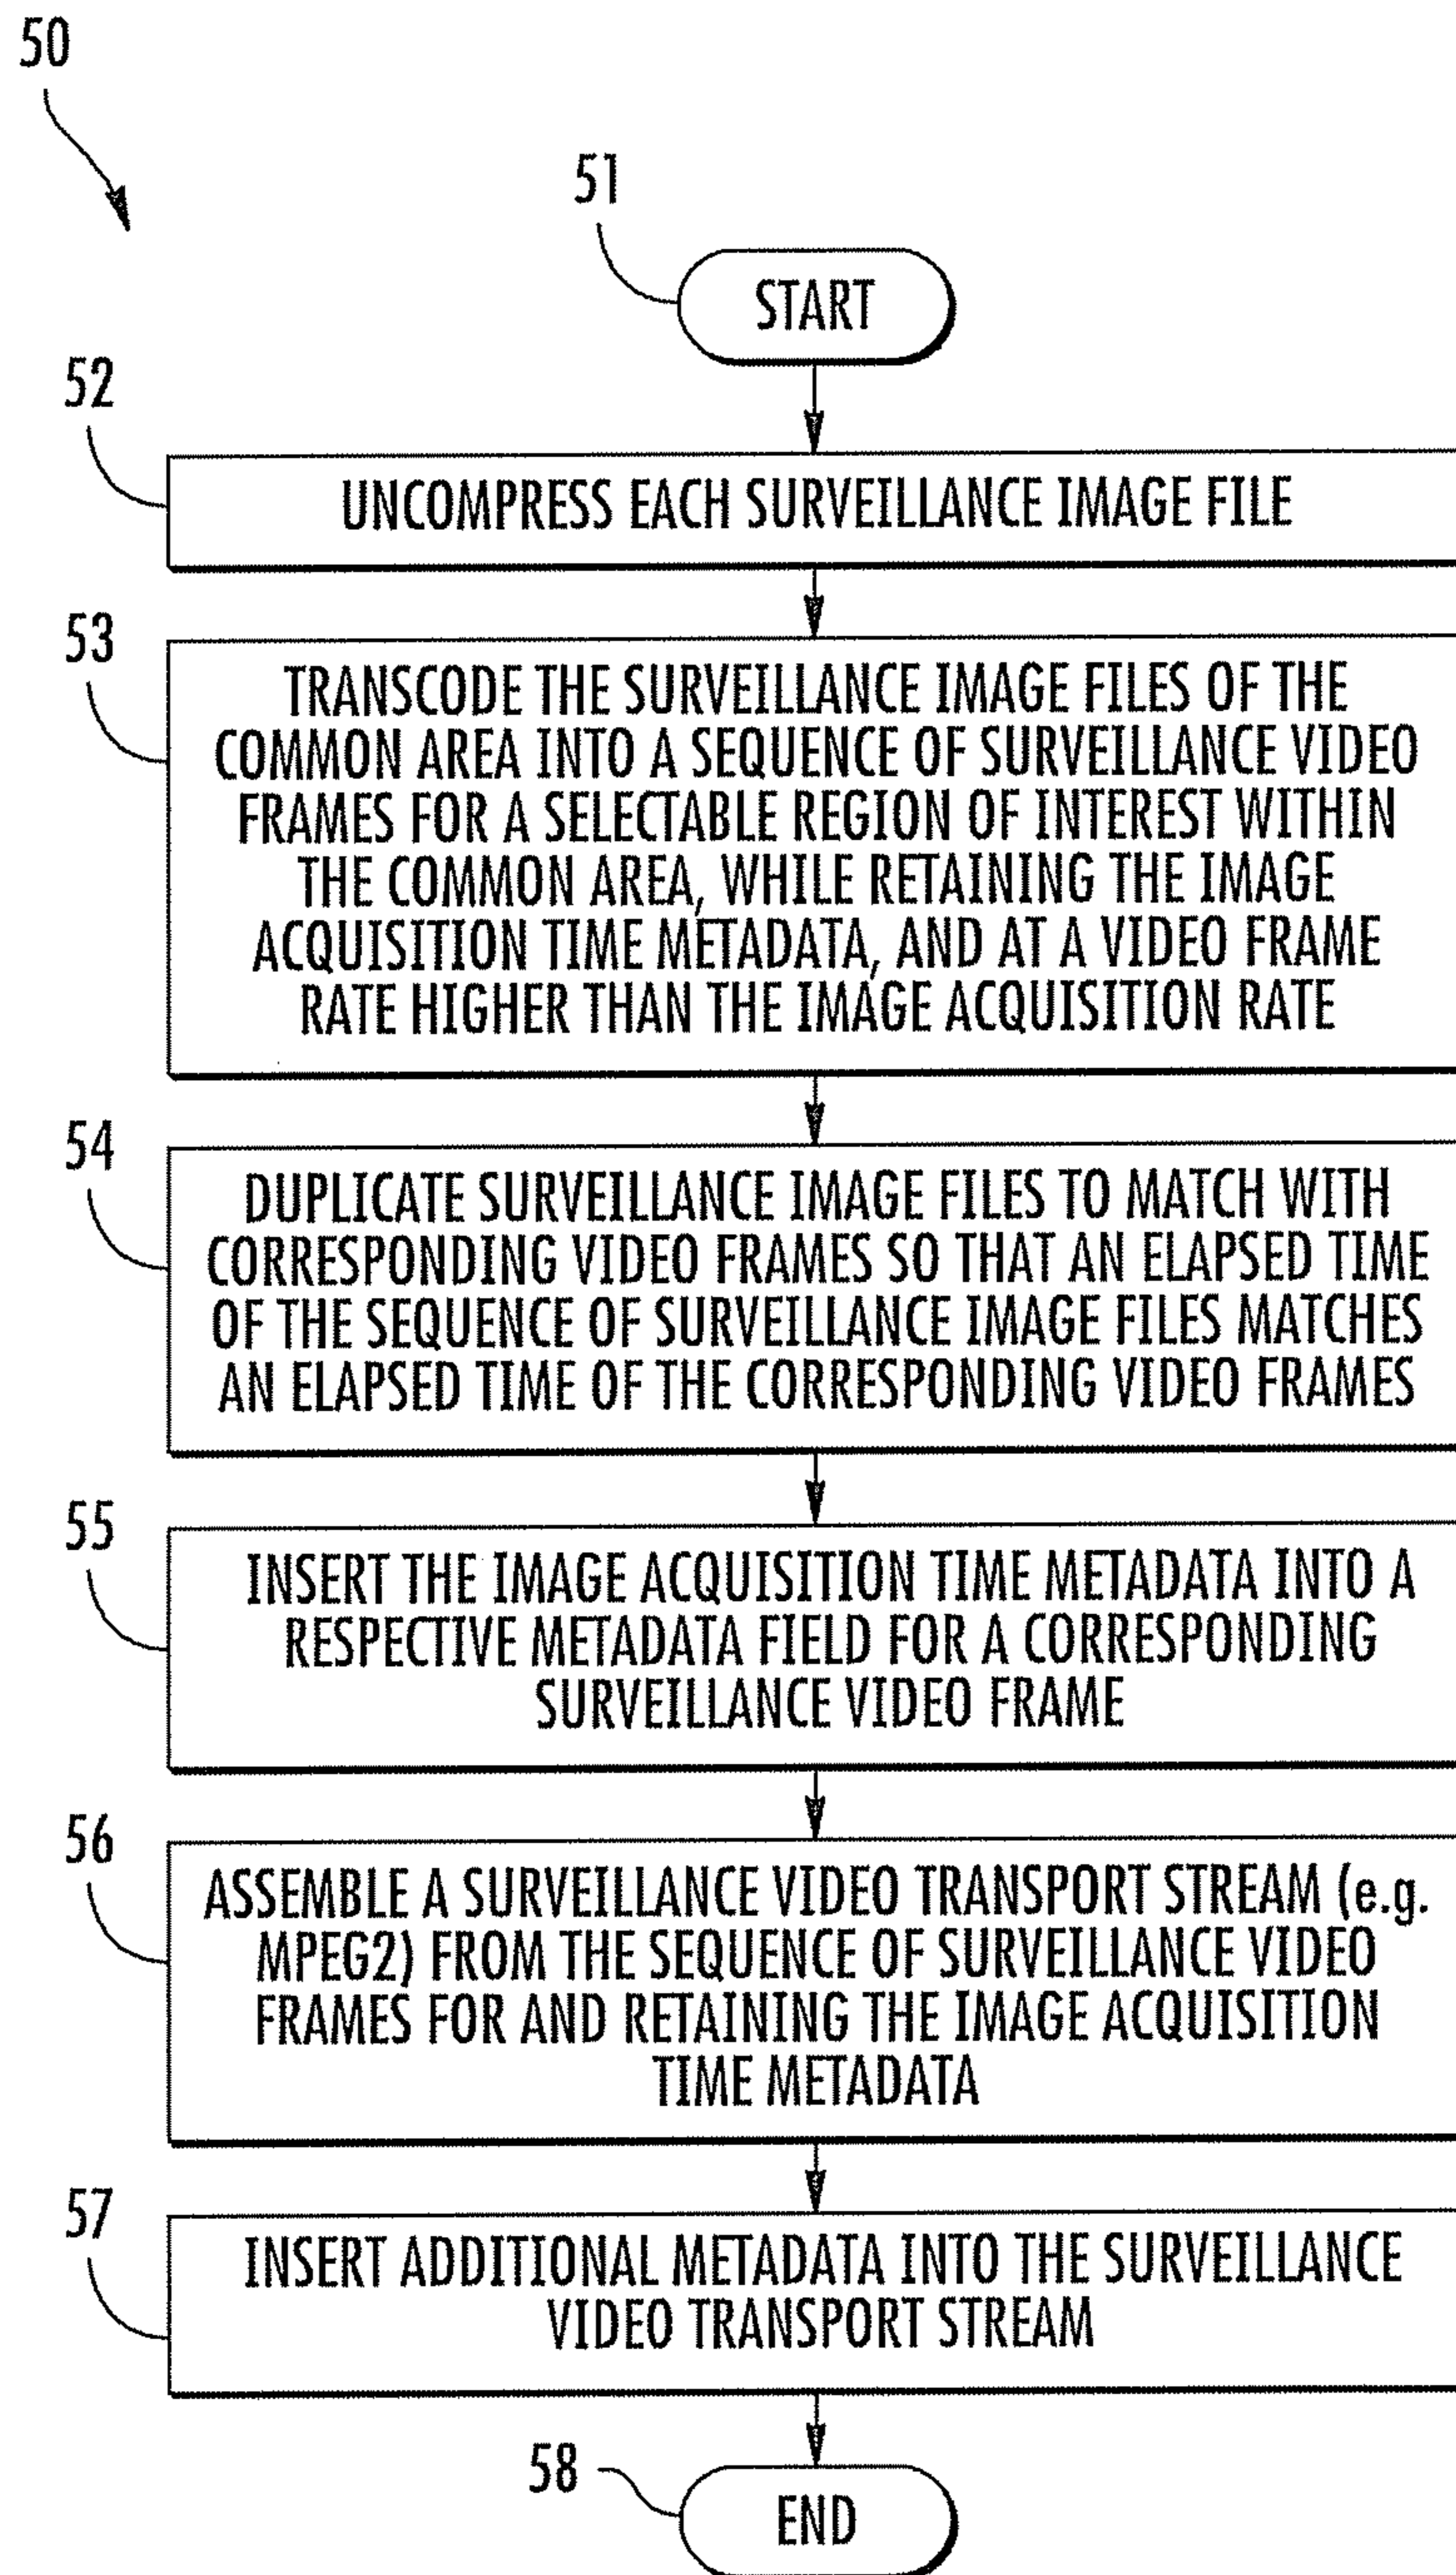 50
51
START
52
UNCOMPRESS EACH SURVEILLANCE IMAGE FILE
53
TRANSCODE THE SURVEILLANCE IMAGE FILES OF THE
COMMON AREA INTO A SEQUENCE OF SURVEILLANCE VIDEO
FRAMES FOR A SELECTABLE REGION OF INTEREST WITHIN
THE COMMON AREA, WHILE RETAINING THE IMAGE
ACQUISITION TIME METADATA, AND AT A VIDEO FRAME
RATE HIGHER THAN THE IMAGE ACQUISITION RATE
54
DUPLICATE SURVEILLANCE IMAGE FILES TO MATCH WITH
CORRESPONDING VIDEO FRAMES SO THAT AN ELAPSED TIME
OF THE SEQUENCE OF SURVEILLANCE IMAGE FILES MATCHES
AN ELAPSED TIME OF THE CORRESPONDING VIDEO FRAMES
55
INSERT THE IMAGE ACQUISITION TIME METADATA INTO A
RESPECTIVE METADATA FIELD FOR A CORRESPONDING
SURVEILLANCE VIDEO FRAME
56
ASSEMBLE A SURVEILLANCE VIDEO TRANSPORT STREAM (e.g.
MPEG2) FROM THE SEQUENCE OF SURVEILLANCE VIDEO
FRAMES FOR AND RETAINING THE IMAGE ACQUISITION
TIME METADATA
57
INSERT ADDITIONAL METADATA INTO THE SURVEILLANCE
VIDEO TRANSPORT STREAM
58
END